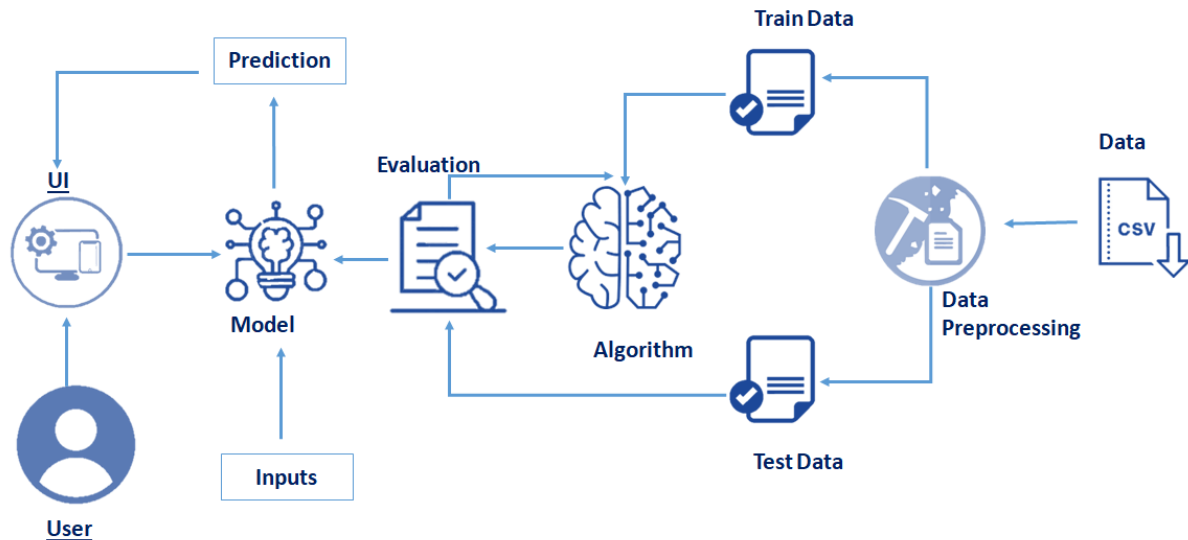 Train Data
Prediction
Data
Evaluation
UI
CSV
Model
Data
Preprocessing
Algorithm
Test Data
Inputs
User